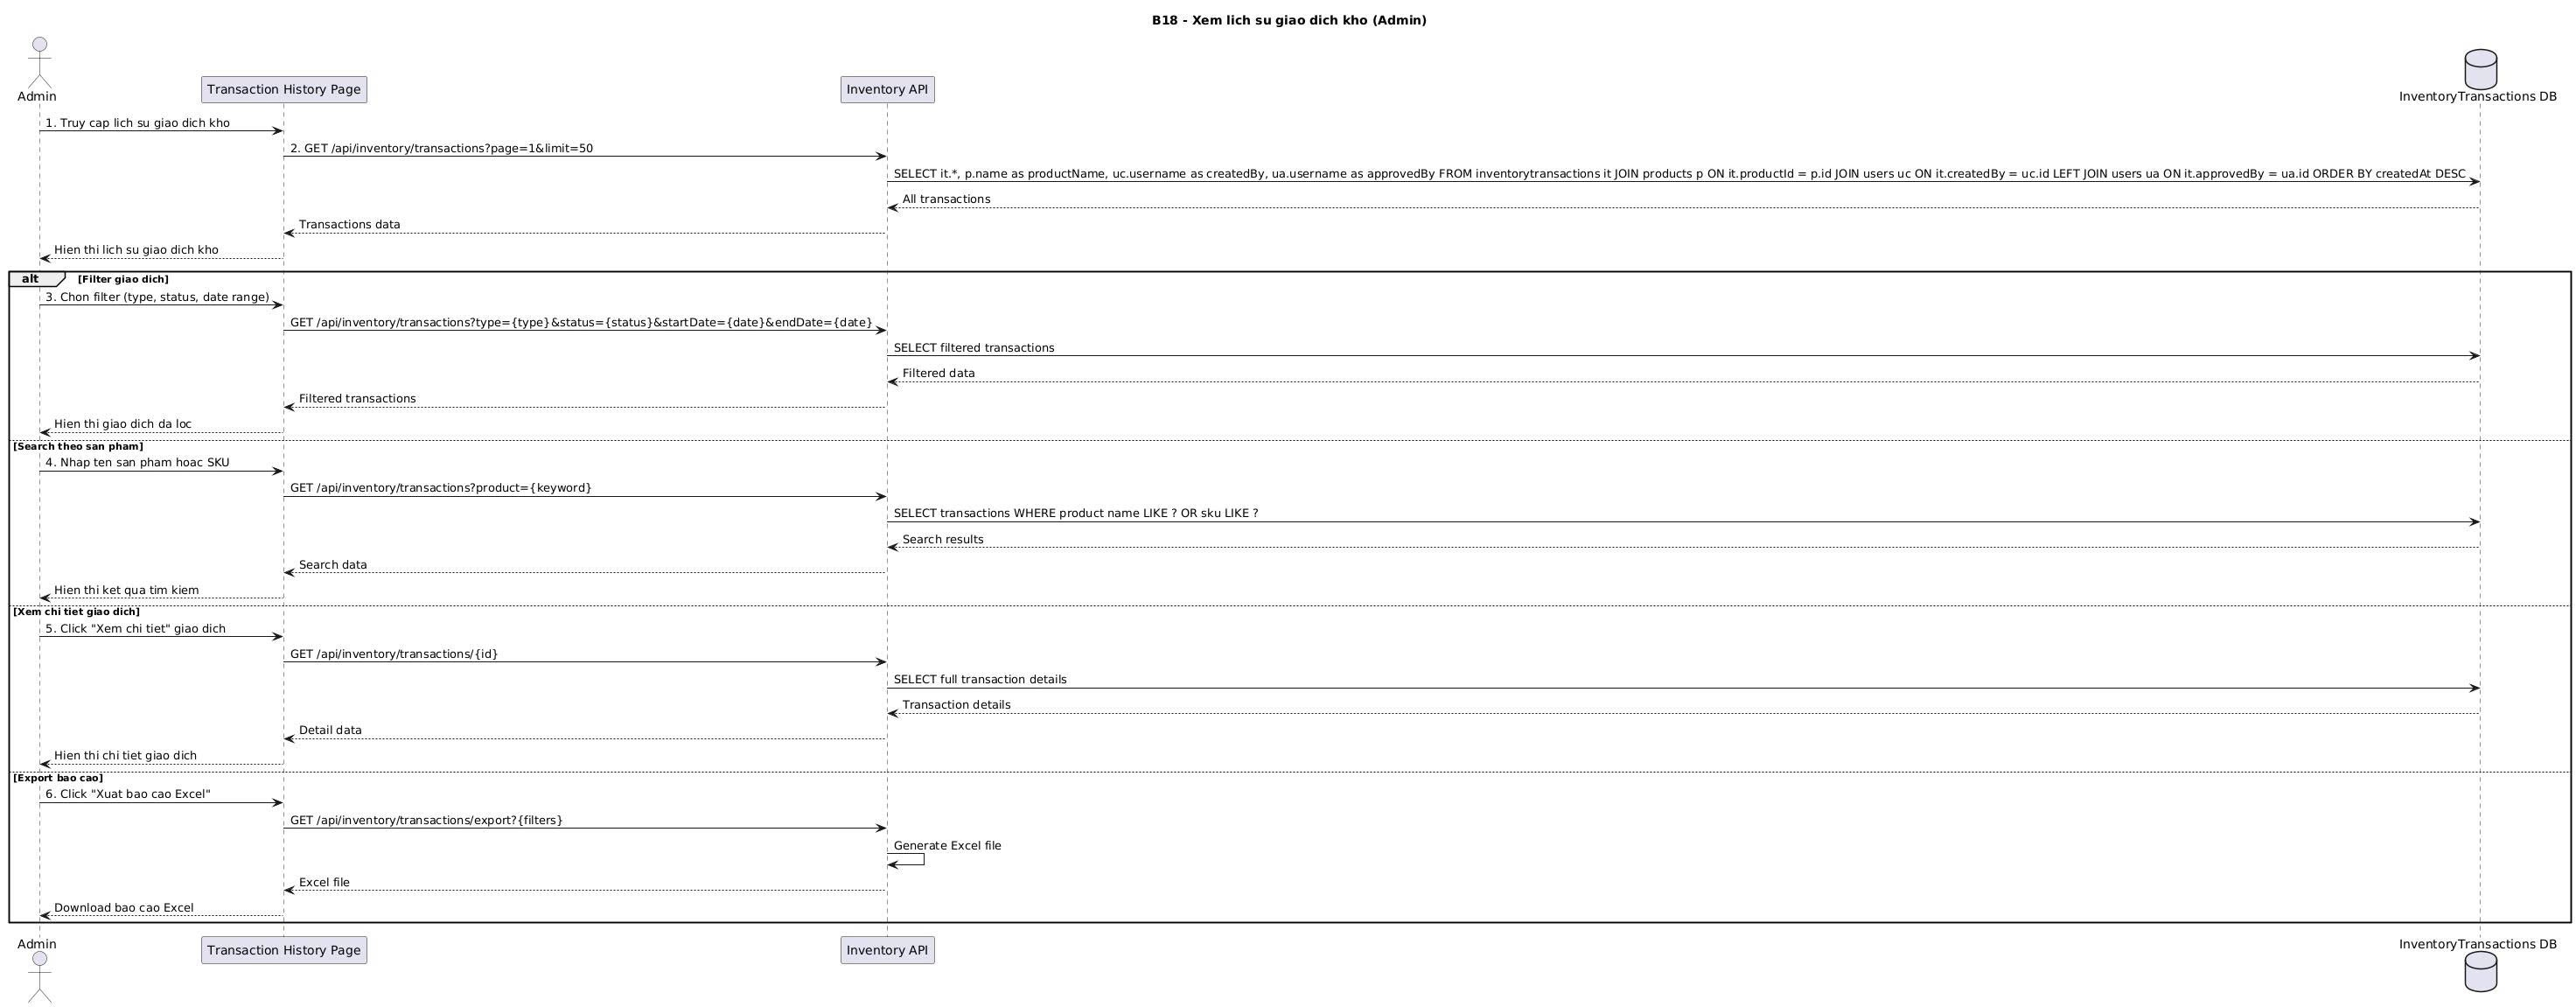 B18 - Xem lich su giao dich kho (Admin)
Admin
Transaction History Page
Inventory API
InventoryTransactions DB
1. Truy cap lich su giao dich kho
2. GET /api/inventory/transactions?page=1&limit=50
SELECT it.*, p.name as productName, uc.username as createdBy, ua.username as approvedBy FROM inventorytransactions it JOIN products p ON it.productId = p.id JOIN users uc ON it.createdBy = uc.id LEFT JOIN users ua ON it.approvedBy = ua.id ORDER BY createdAt DESC
All transactions
Transactions data
Hien thi lich su giao dich kho
alt [Filter giao dich]
3. Chon filter (type, status, date range)
GET /api/inventory/transactions?type={type}&status={status}&startDate={date}&endDate={date}
SELECT filtered transactions
Filtered data
Filtered transactions
Hien thi giao dich da loc
[Search theo san pham]
4. Nhap ten san pham hoac SKU
GET /api/inventory/transactions?product={keyword}
SELECT transactions WHERE product name LIKE ? OR sku LIKE ?
Search results
Search data
Hien thi ket qua tim kiem
[Xem chi tiet giao dich]
5. Click "Xem chi tiet" giao dich
GET /api/inventory/transactions/{id}
SELECT full transaction details
Transaction details
Detail data
Hien thi chi tiet giao dich
[Export bao cao]
6. Click "Xuat bao cao Excel"
GET /api/inventory/transactions/export?{filters}
Generate Excel file
Excel file
Download bao cao Excel
Admin
Transaction History Page
Inventory API
InventoryTransactions DB